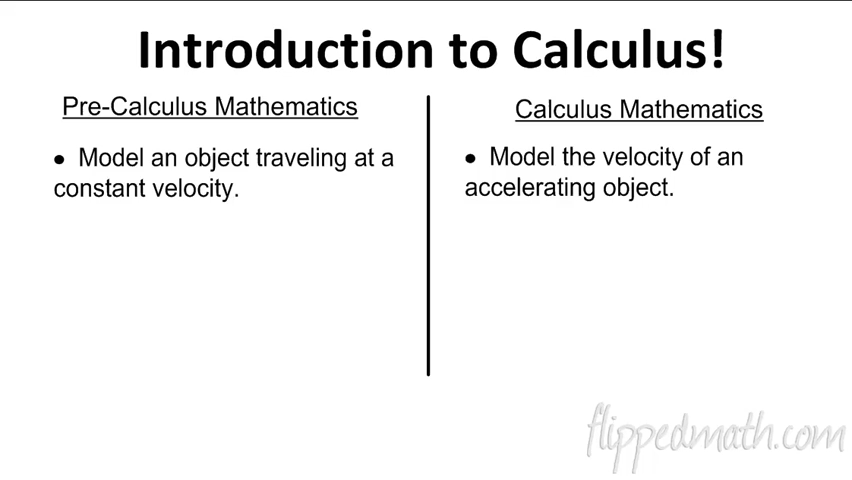 Introduction to Calculus!
Pre-Calculus Mathematics
• Model an object traveling at a
constant velocity.
Calculus Mathematics
• Model the velocity of an
accelerating object.
flippedmath.com